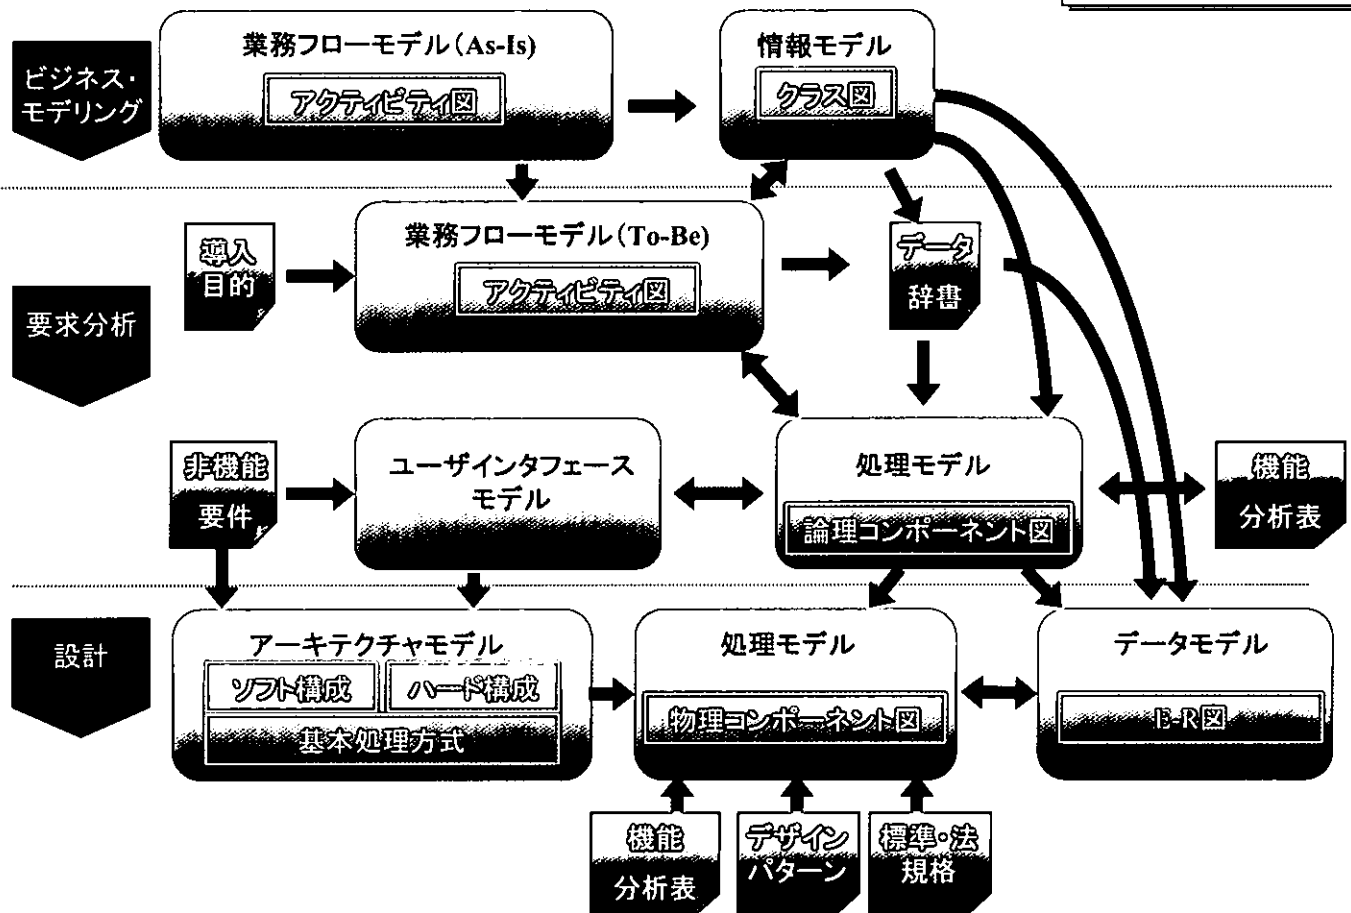 ビジネス・
モデリング
業務フローモデル(As-Is)
アクティビティ図
情報モデル
クラス図
要求分析
導入
目的
業務フローモデル(To-Be)
アクティビティ図
データ
辞書
非機能
要件
ユーザインタフェース
モデル
処理モデル
論理コンポーネント図
機能
分析表
設計
アーキテクチャモデル
ソフト構成
ハード構成
基本処理方式
処理モデル
物理コンポーネント図
データモデル
E-R図
機能
分析表
デザイン
パターン
標準・法
規格